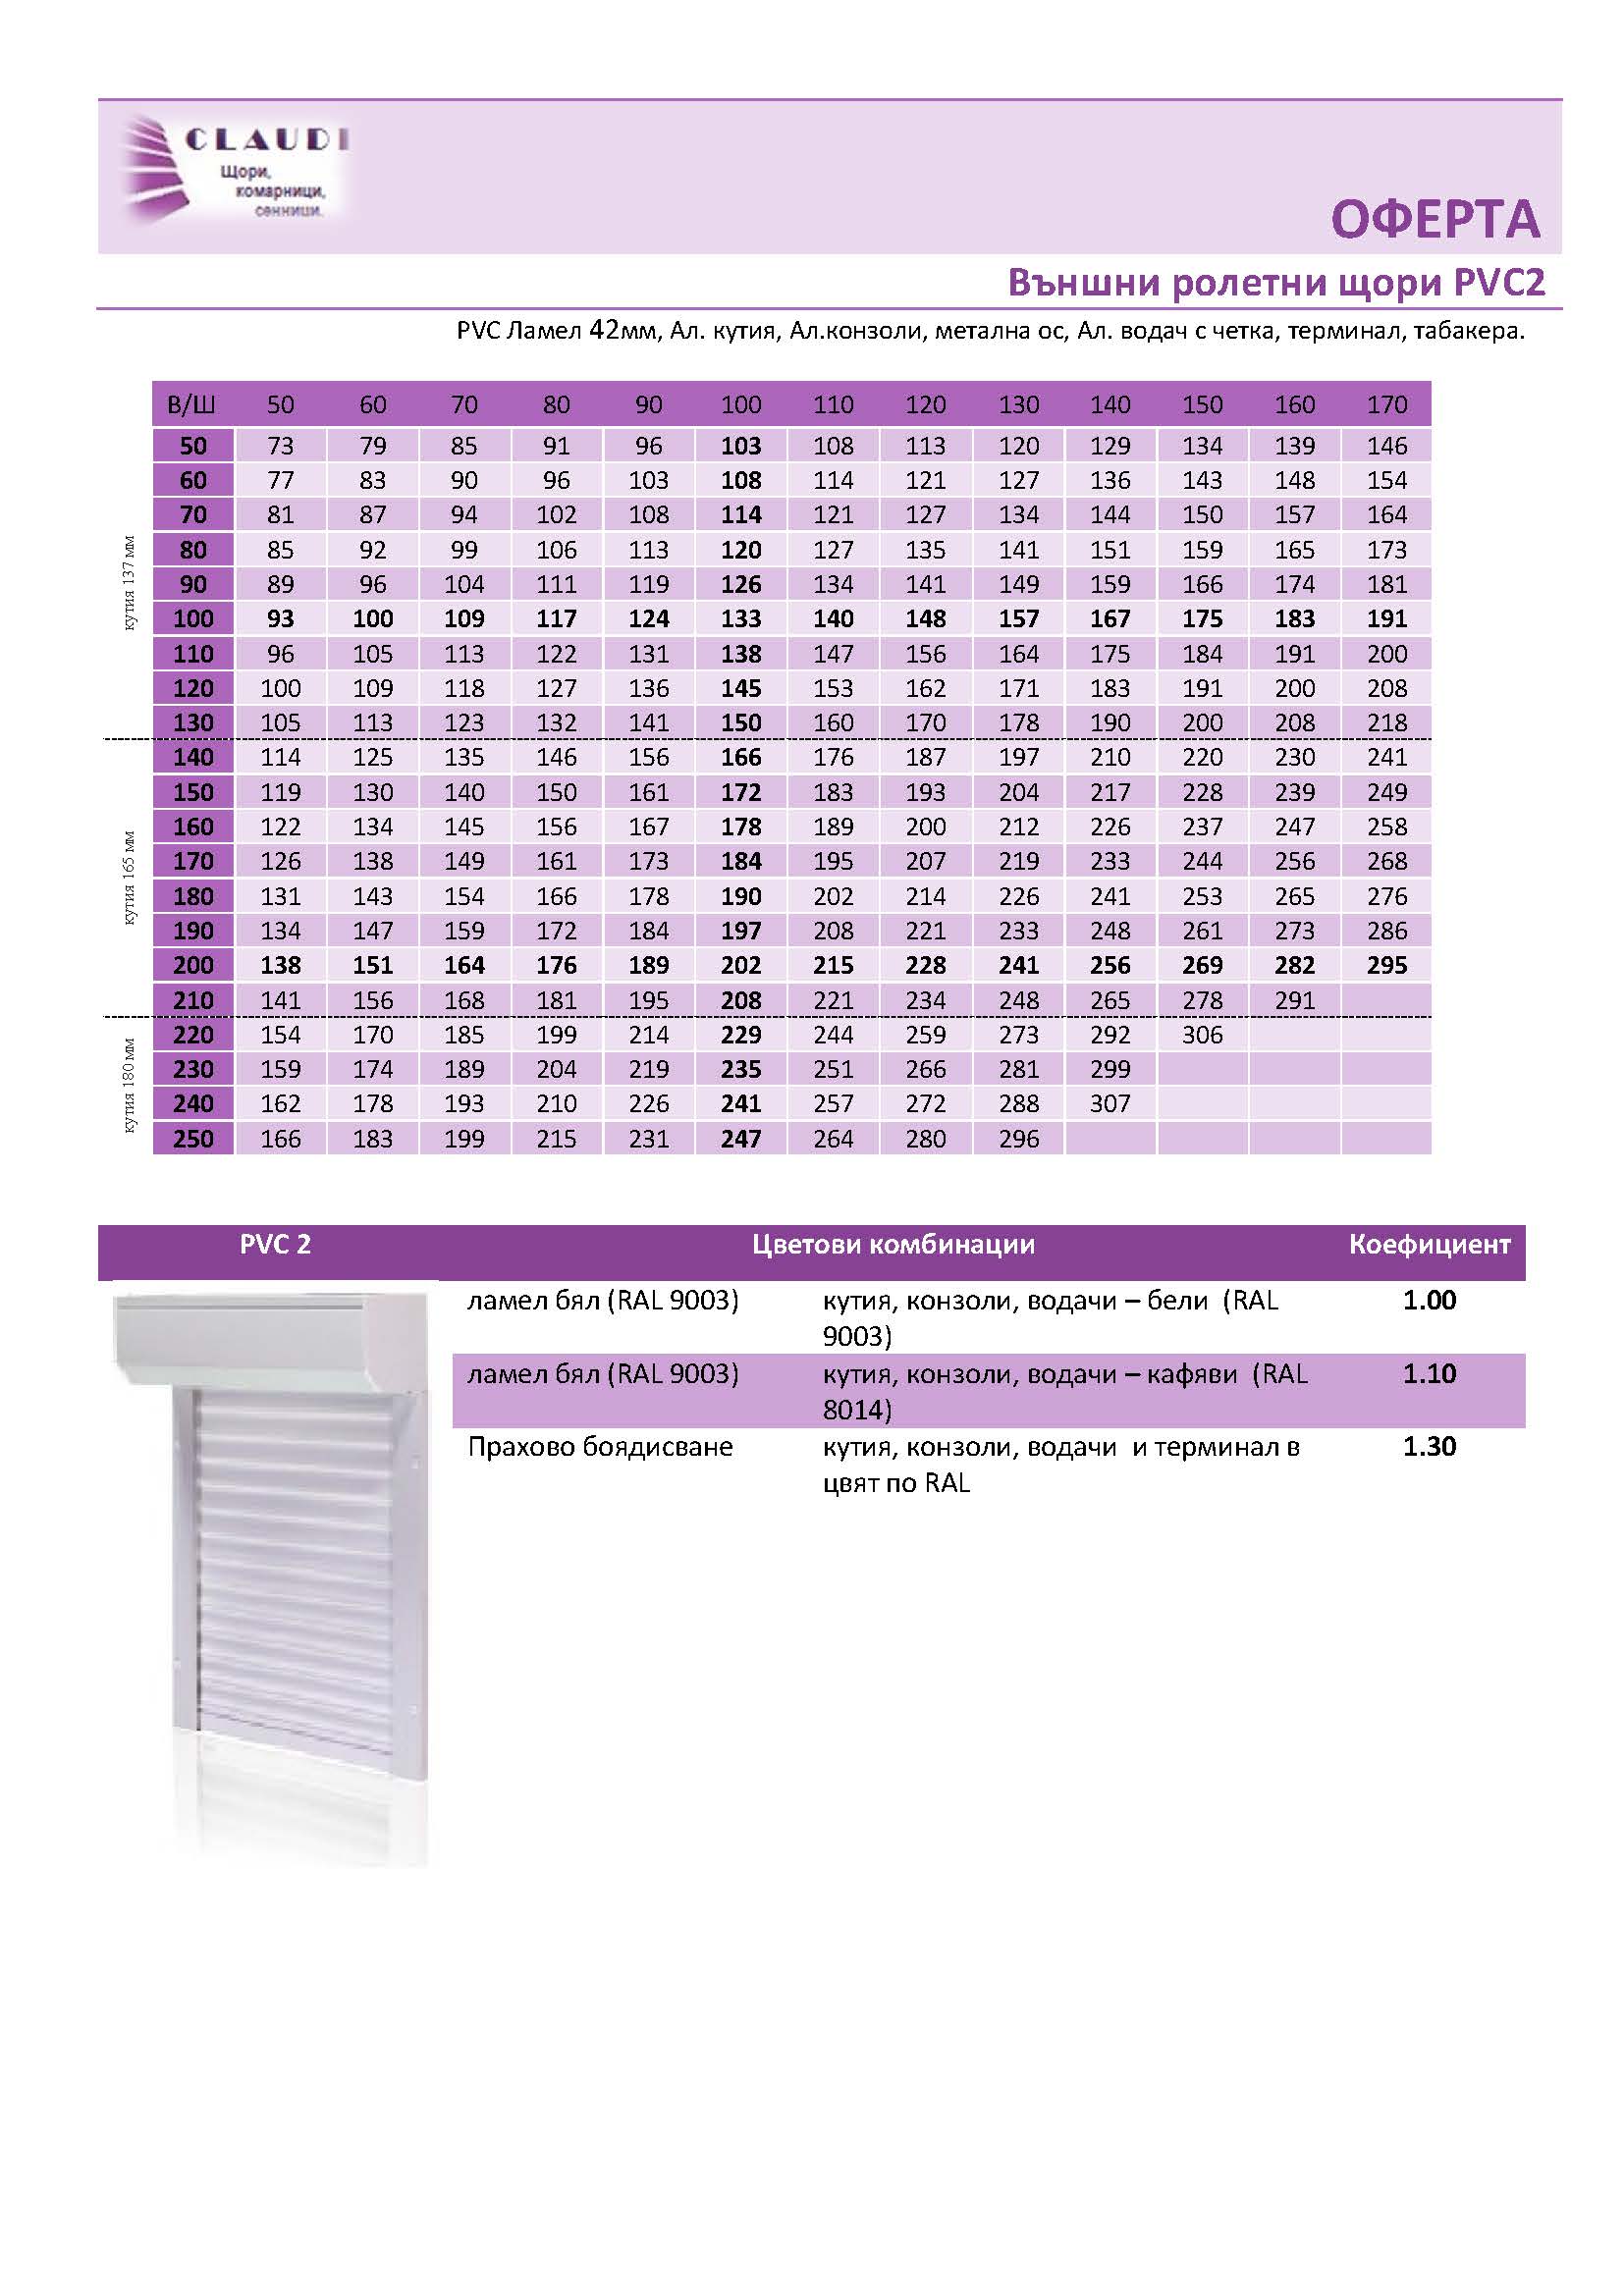 CLAUDI
Щори,
комарници,
сенници.
ОФЕРТА
Външни ролетни щори PVC2
PVC Ламел 42мм, Ал. кутия, Ал.конзоли, метална ос, Ал. водач с четка, терминал, табакера.
В/Ш 50 60 70 80 90 100 110 120 130 140 150 160 170
50 73 79 85 91 96 103 108 113 120 129 134 139 146
60 77 83 90 96 103 108 114 121 127 136 143 148 154
70 81 87 94 102 108 114 121 127 134 144 150 157 164
80 85 92 99 106 113 120 127 135 141 151 159 165 173
90 89 96 104 111 119 126 134 141 149 159 166 174 181
100 93 100 109 117 124 133 140 148 157 167 175 183 191
110 96 105 113 122 131 138 147 156 164 175 184 191 200
120 100 109 118 127 136 145 153 162 171 183 191 200 208
130 105 113 123 132 141 150 160 170 178 190 200 208 218
кутия 137 мм
140 114 125 135 146 156 166 176 187 197 210 220 230 241
150 119 130 140 150 161 172 183 193 204 217 228 239 249
160 122 134 145 156 167 178 189 200 212 226 237 247 258
170 126 138 149 161 173 184 195 207 219 233 244 256 268
180 131 143 154 166 178 190 202 214 226 241 253 265 276
190 134 147 159 172 184 197 208 221 233 248 261 273 286
200 138 151 164 176 189 202 215 228 241 256 269 282 295
210 141 156 168 181 195 208 221 234 248 265 278 291
кутия 165 мм
220 154 170 185 199 214 229 244 259 273 292 306
230 159 174 189 204 219 235 251 266 281 299
240 162 178 193 210 226 241 257 272 288 307
250 166 183 199 215 231 247 264 280 296
кутия 180 мм
PVC 2 Цветови комбинации Коефициент
ламел бял (RAL 9003) кутия, конзоли, водачи – бели (RAL 1.00
9003)
ламел бял (RAL 9003) кутия, конзоли, водачи – кафяви (RAL 1.10
8014)
Прахово боядисване кутия, конзоли, водачи и терминал в 1.30
цвят по RAL